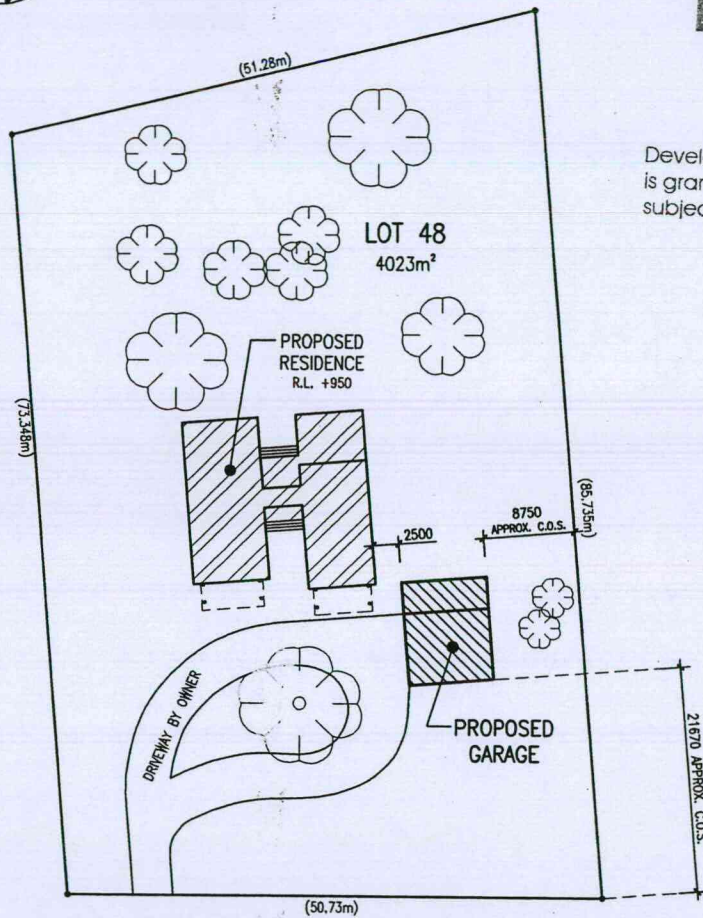 (51.28m)
Devel
is gran
subjec
LOT 48
4023m²
PROPOSED
RESIDENCE
R.L. +950
(73.348m)
(85.735m)
8750
APPROX. C.O.S.
2500
DRIVEWAY BY OWNER
PROPOSED
GARAGE
21670 APPROX. C.O.S.
(50.73m)